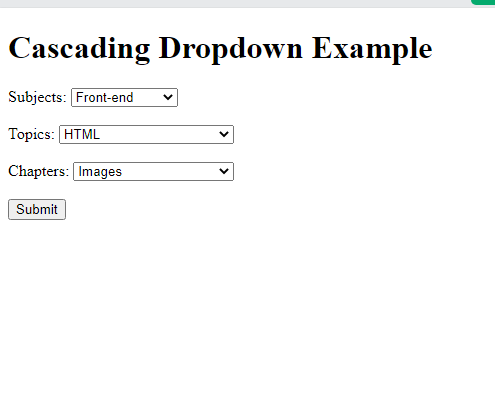 Cascading Dropdown Example
Subjects: Front-end
Topics: HTML
Chapters: Images
Submit